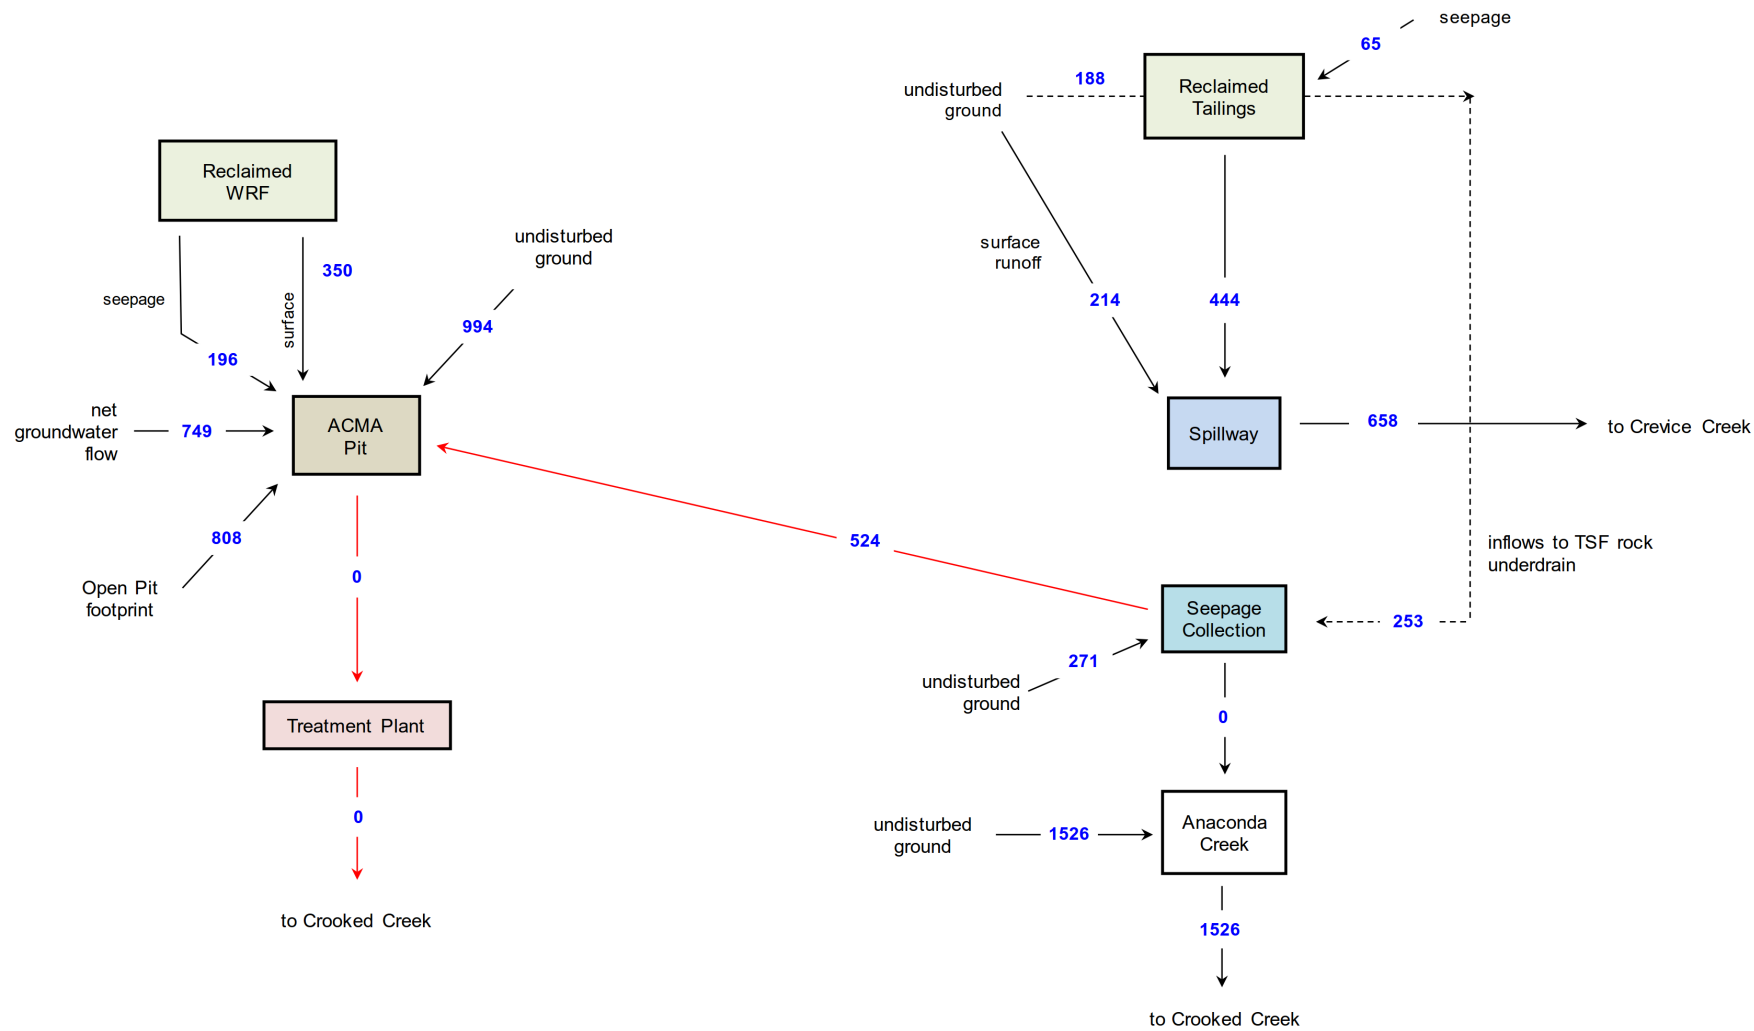 seepage
65
188
Reclaimed
Tailings
undisturbed
ground
Reclaimed
WRF
undisturbed
ground
surface
runoff
350
seepage
surface
994
214
444
196
net
groundwater
flow
749
ACMA
Pit
Spillway
658
to Crevice Creek
808
524
inflows to TSF rock
underdrain
Open Pit
footprint
0
Seepage
Collection
253
271
undisturbed
ground
0
Treatment Plant
0
undisturbed
ground
1526
Anaconda
Creek
to Crooked Creek
1526
to Crooked Creek